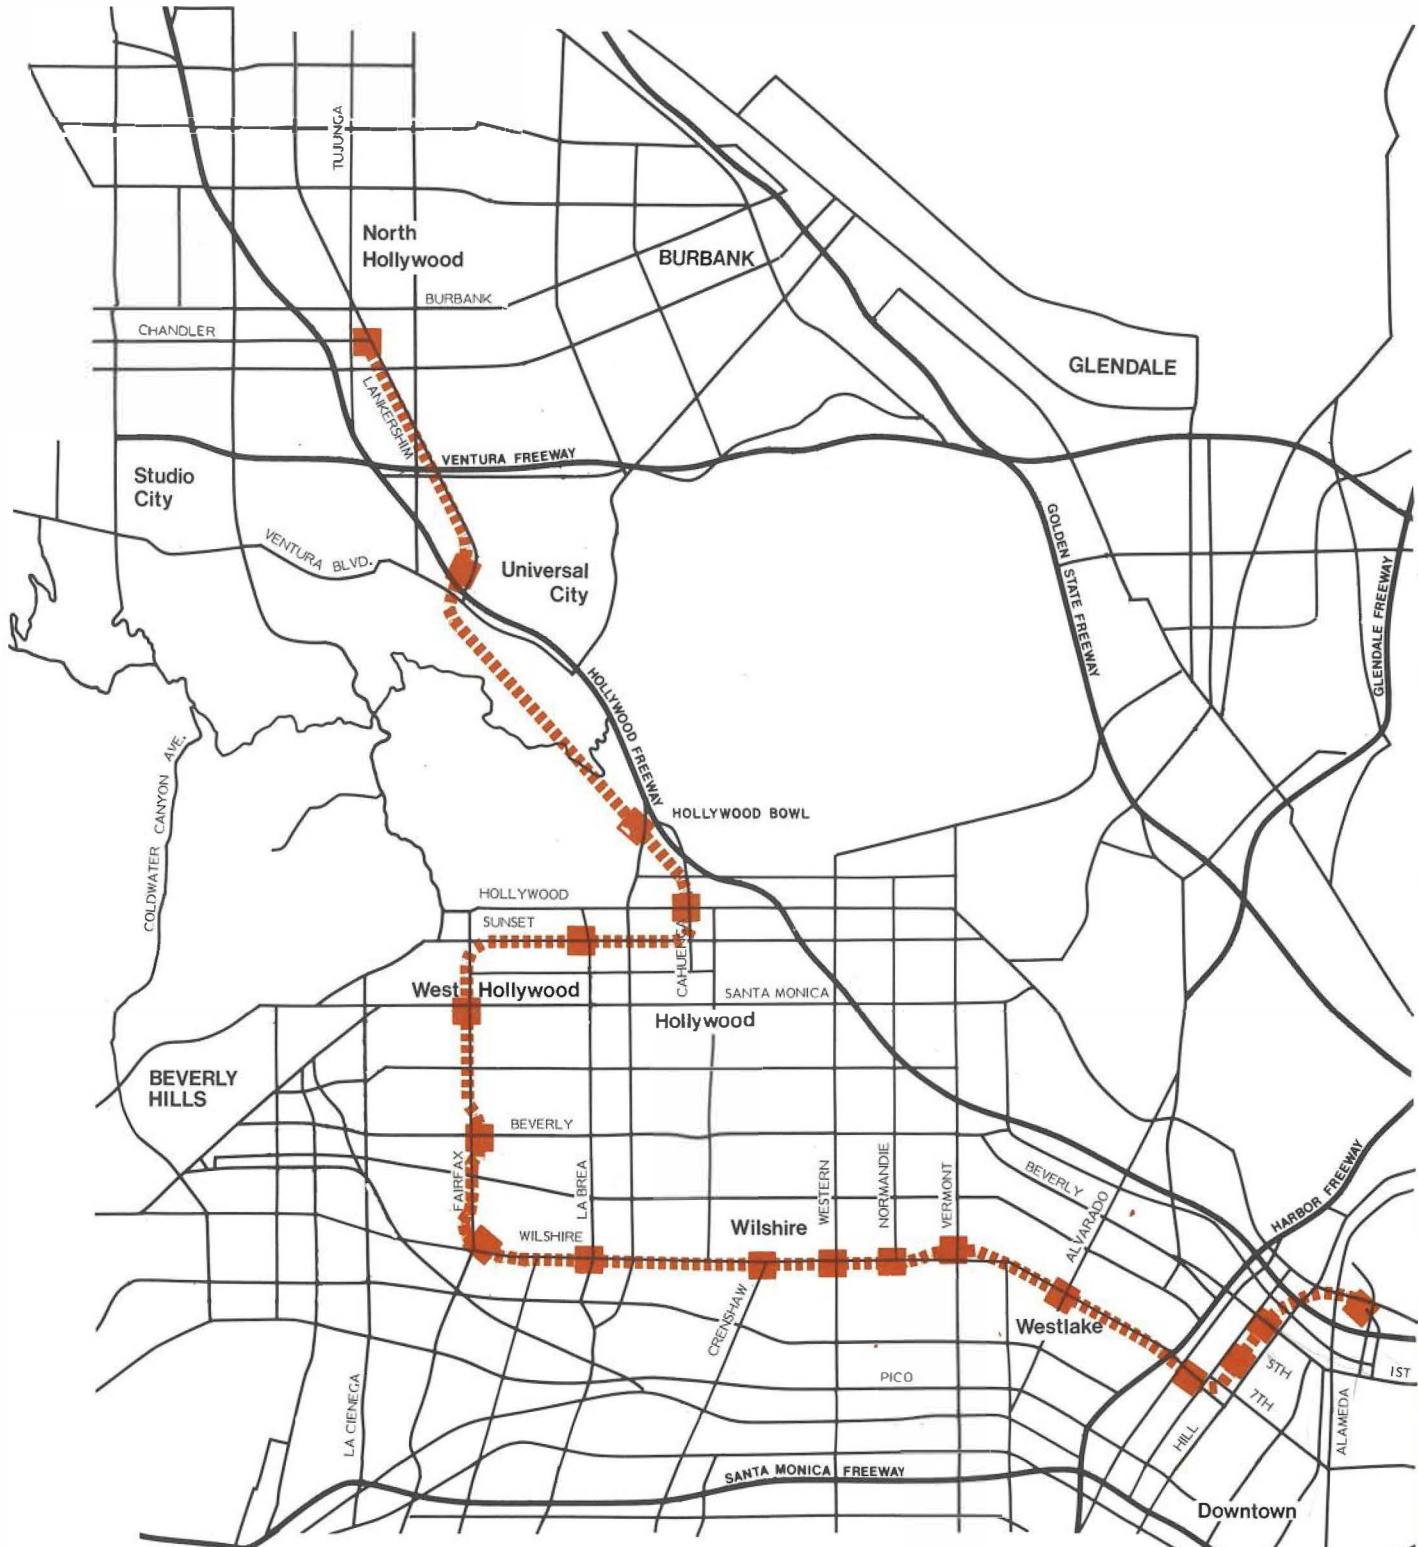 TUJUNGA
North
Hollywood
BURBANK
BURBANK
CHANDLER
GLENDALE
LANKERSHIM
VENTURA FREEWAY
Studio
City
VENTURA BLVD.
Universal
City
GOLDEN STATE FREEWAY
GLENDALE FREEWAY
HOLLYWOOD FREEWAY
COLDWATER CANYON AVE.
HOLLYWOOD BOWL
HOLLYWOOD
SUNSET
CAHUENGA
West Hollywood
SANTA MONICA
Hollywood
BEVERLY
HILLS
BEVERLY
FAIRFAX
LA BREA
WESTERN
NORMANDIE
VERMONT
BEVERLY
ALVARADO
HARBOR FREEWAY
WILSHIRE
Wilshire
CRENSHAW
Westlake
PICO
5TH
1ST
7TH
HILL
ALAMEDA
LA CIENEGA
SANTA MONICA FREEWAY
Downtown